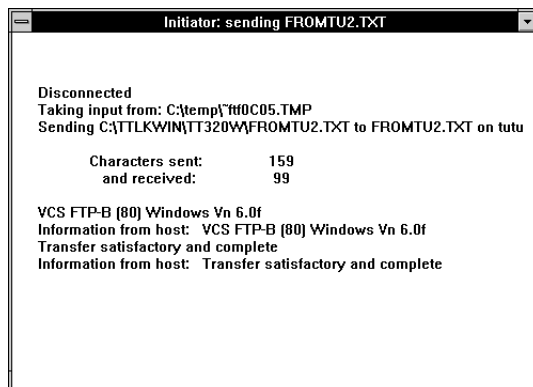 Initiator: sending FROMTU2.TXT
Disconnected
Taking input from: C:\temp\~ftf0C05.TMP
Sending C:\TTLKWIN\TT320W\FROMTU2.TXT to FROMTU2.TXT on tutu
Characters sent: 159
and received: 99
VCS FTP-B (80) Windows Vn 6.0f
Information from host: VCS FTP-B (80) Windows Vn 6.0f
Transfer satisfactory and complete
Information from host: Transfer satisfactory and complete